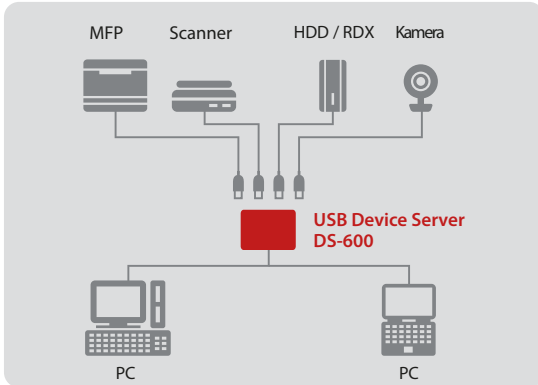 MFP
Scanner
HDD / RDX
Kamera
USB Device Server
DS-600
PC
PC